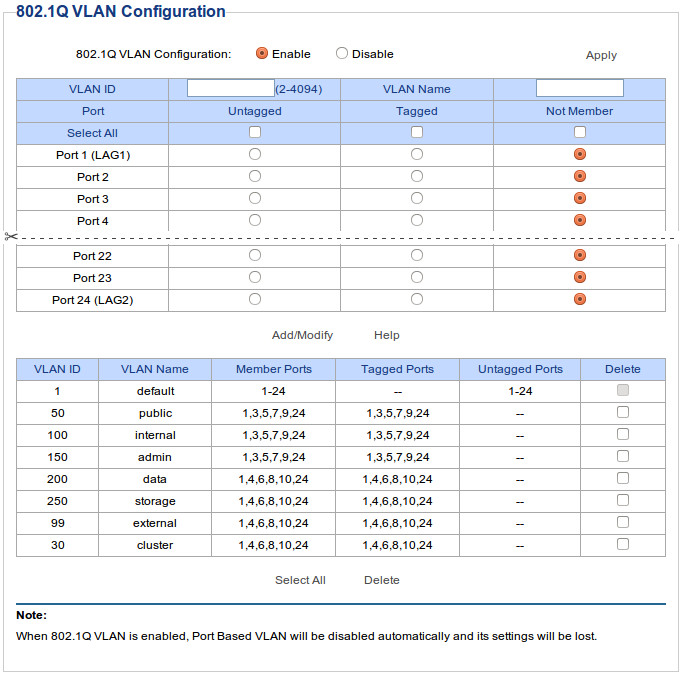 802.1Q VLAN Configuration
802.1Q VLAN Configuration: Enable Disable Apply
VLAN ID (2-4094) VLAN Name
Port Untagged Tagged Not Member
Select All
Port 1 (LAG1)
Port 2
Port 3
Port 4
Port 22
Port 23
Port 24 (LAG2)
Add/Modify Help
VLAN ID VLAN Name Member Ports Tagged Ports Untagged Ports Delete
1 default 1-24 -- 1-24
50 public 1,3,5,7,9,24 1,3,5,7,9,24 --
100 internal 1,3,5,7,9,24 1,3,5,7,9,24 --
150 admin 1,3,5,7,9,24 1,3,5,7,9,24 --
200 data 1,4,6,8,10,24 1,4,6,8,10,24 --
250 storage 1,4,6,8,10,24 1,4,6,8,10,24 --
99 external 1,4,6,8,10,24 1,4,6,8,10,24 --
30 cluster 1,4,6,8,10,24 1,4,6,8,10,24 --
Select All Delete
Note:
When 802.1Q VLAN is enabled, Port Based VLAN will be disabled automatically and its settings will be lost.